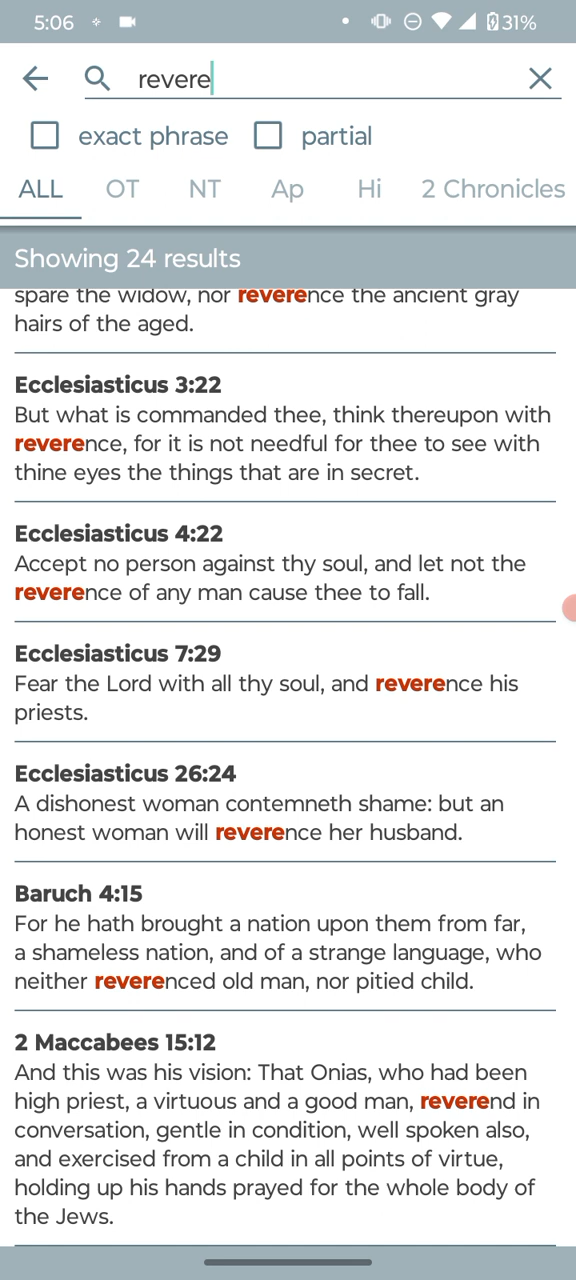 5:06
31%
revere
exact phrase
partial
ALL OT NT Ap Hi 2 Chronicles
Showing 24 results
spare the widow, nor reverence the ancient gray
hairs of the aged.
Ecclesiasticus 3:22
But what is commanded thee, think thereupon with
reverence, for it is not needful for thee to see with
thine eyes the things that are in secret.
Ecclesiasticus 4:22
Accept no person against thy soul, and let not the
reverence of any man cause thee to fall.
Ecclesiasticus 7:29
Fear the Lord with all thy soul, and reverence his
priests.
Ecclesiasticus 26:24
A dishonest woman contemneth shame: but an
honest woman will reverence her husband.
Baruch 4:15
For he hath brought a nation upon them from far,
a shameless nation, and of a strange language, who
neither reverenced old man, nor pitied child.
2 Maccabees 15:12
And this was his vision: That Onias, who had been
high priest, a virtuous and a good man, reverend in
conversation, gentle in condition, well spoken also,
and exercised from a child in all points of virtue,
holding up his hands prayed for the whole body of
the Jews.